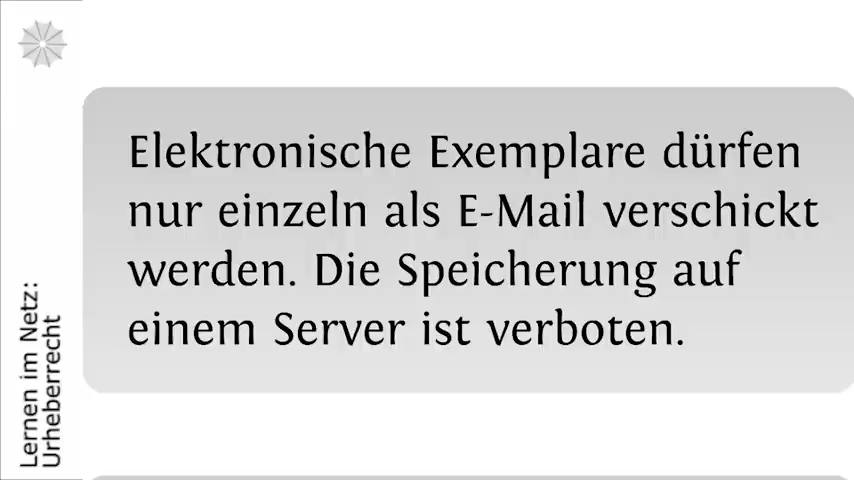 Elektronische Exemplare dürfen
nur einzeln als E-Mail verschickt
werden. Die Speicherung auf
einem Server ist verboten.
Lernen im Netz:
Urheberrecht